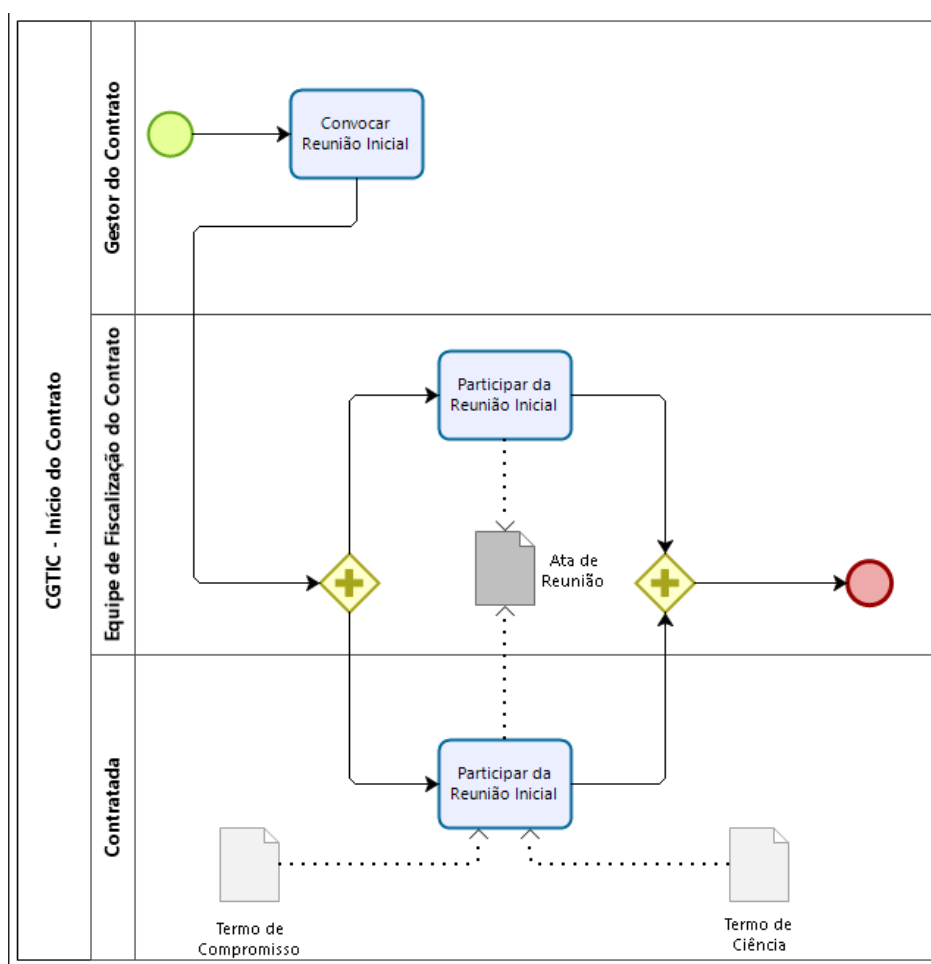 CGTIC - Início do Contrato
Gestor do Contrato
Convocar
Reunião Inicial
Equipe de Fiscalização do Contrato
Participar da
Reunião Inicial
Ata de
Reunião
Contratada
Participar da
Reunião Inicial
Termo de
Compromisso
Termo de
Ciência